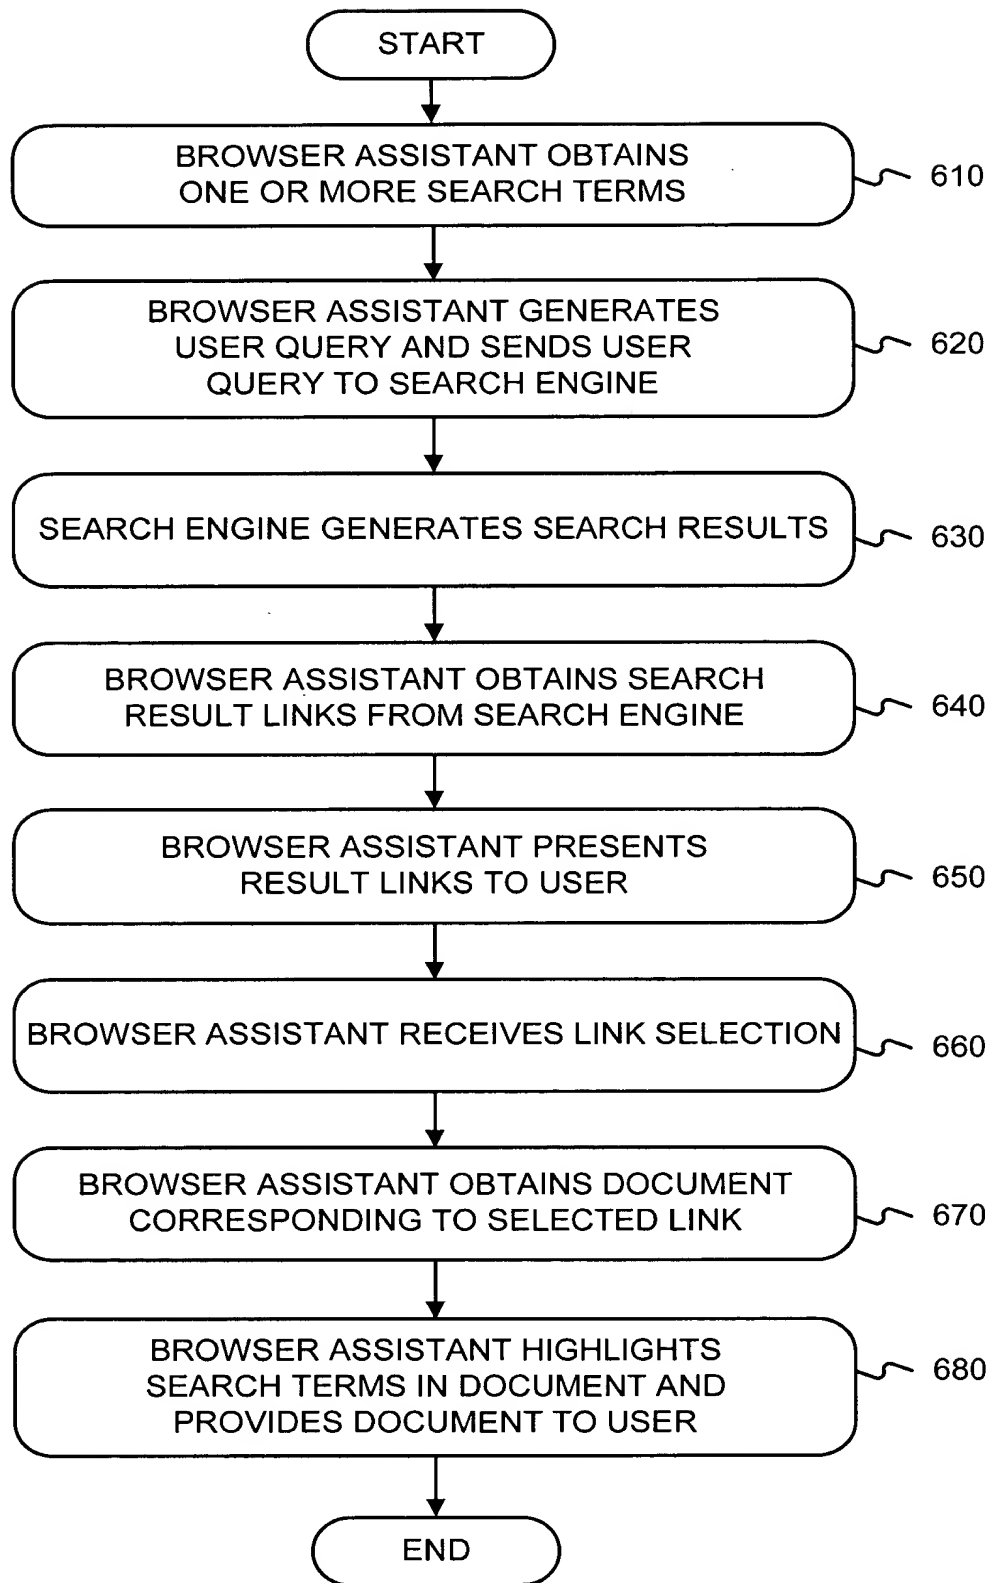 START
BROWSER ASSISTANT OBTAINS
ONE OR MORE SEARCH TERMS
610
BROWSER ASSISTANT GENERATES
USER QUERY AND SENDS USER
QUERY TO SEARCH ENGINE
620
SEARCH ENGINE GENERATES SEARCH RESULTS
630
BROWSER ASSISTANT OBTAINS SEARCH
RESULT LINKS FROM SEARCH ENGINE
640
BROWSER ASSISTANT PRESENTS
RESULT LINKS TO USER
650
BROWSER ASSISTANT RECEIVES LINK SELECTION
660
BROWSER ASSISTANT OBTAINS DOCUMENT
CORRESPONDING TO SELECTED LINK
670
BROWSER ASSISTANT HIGHLIGHTS
SEARCH TERMS IN DOCUMENT AND
PROVIDES DOCUMENT TO USER
680
END